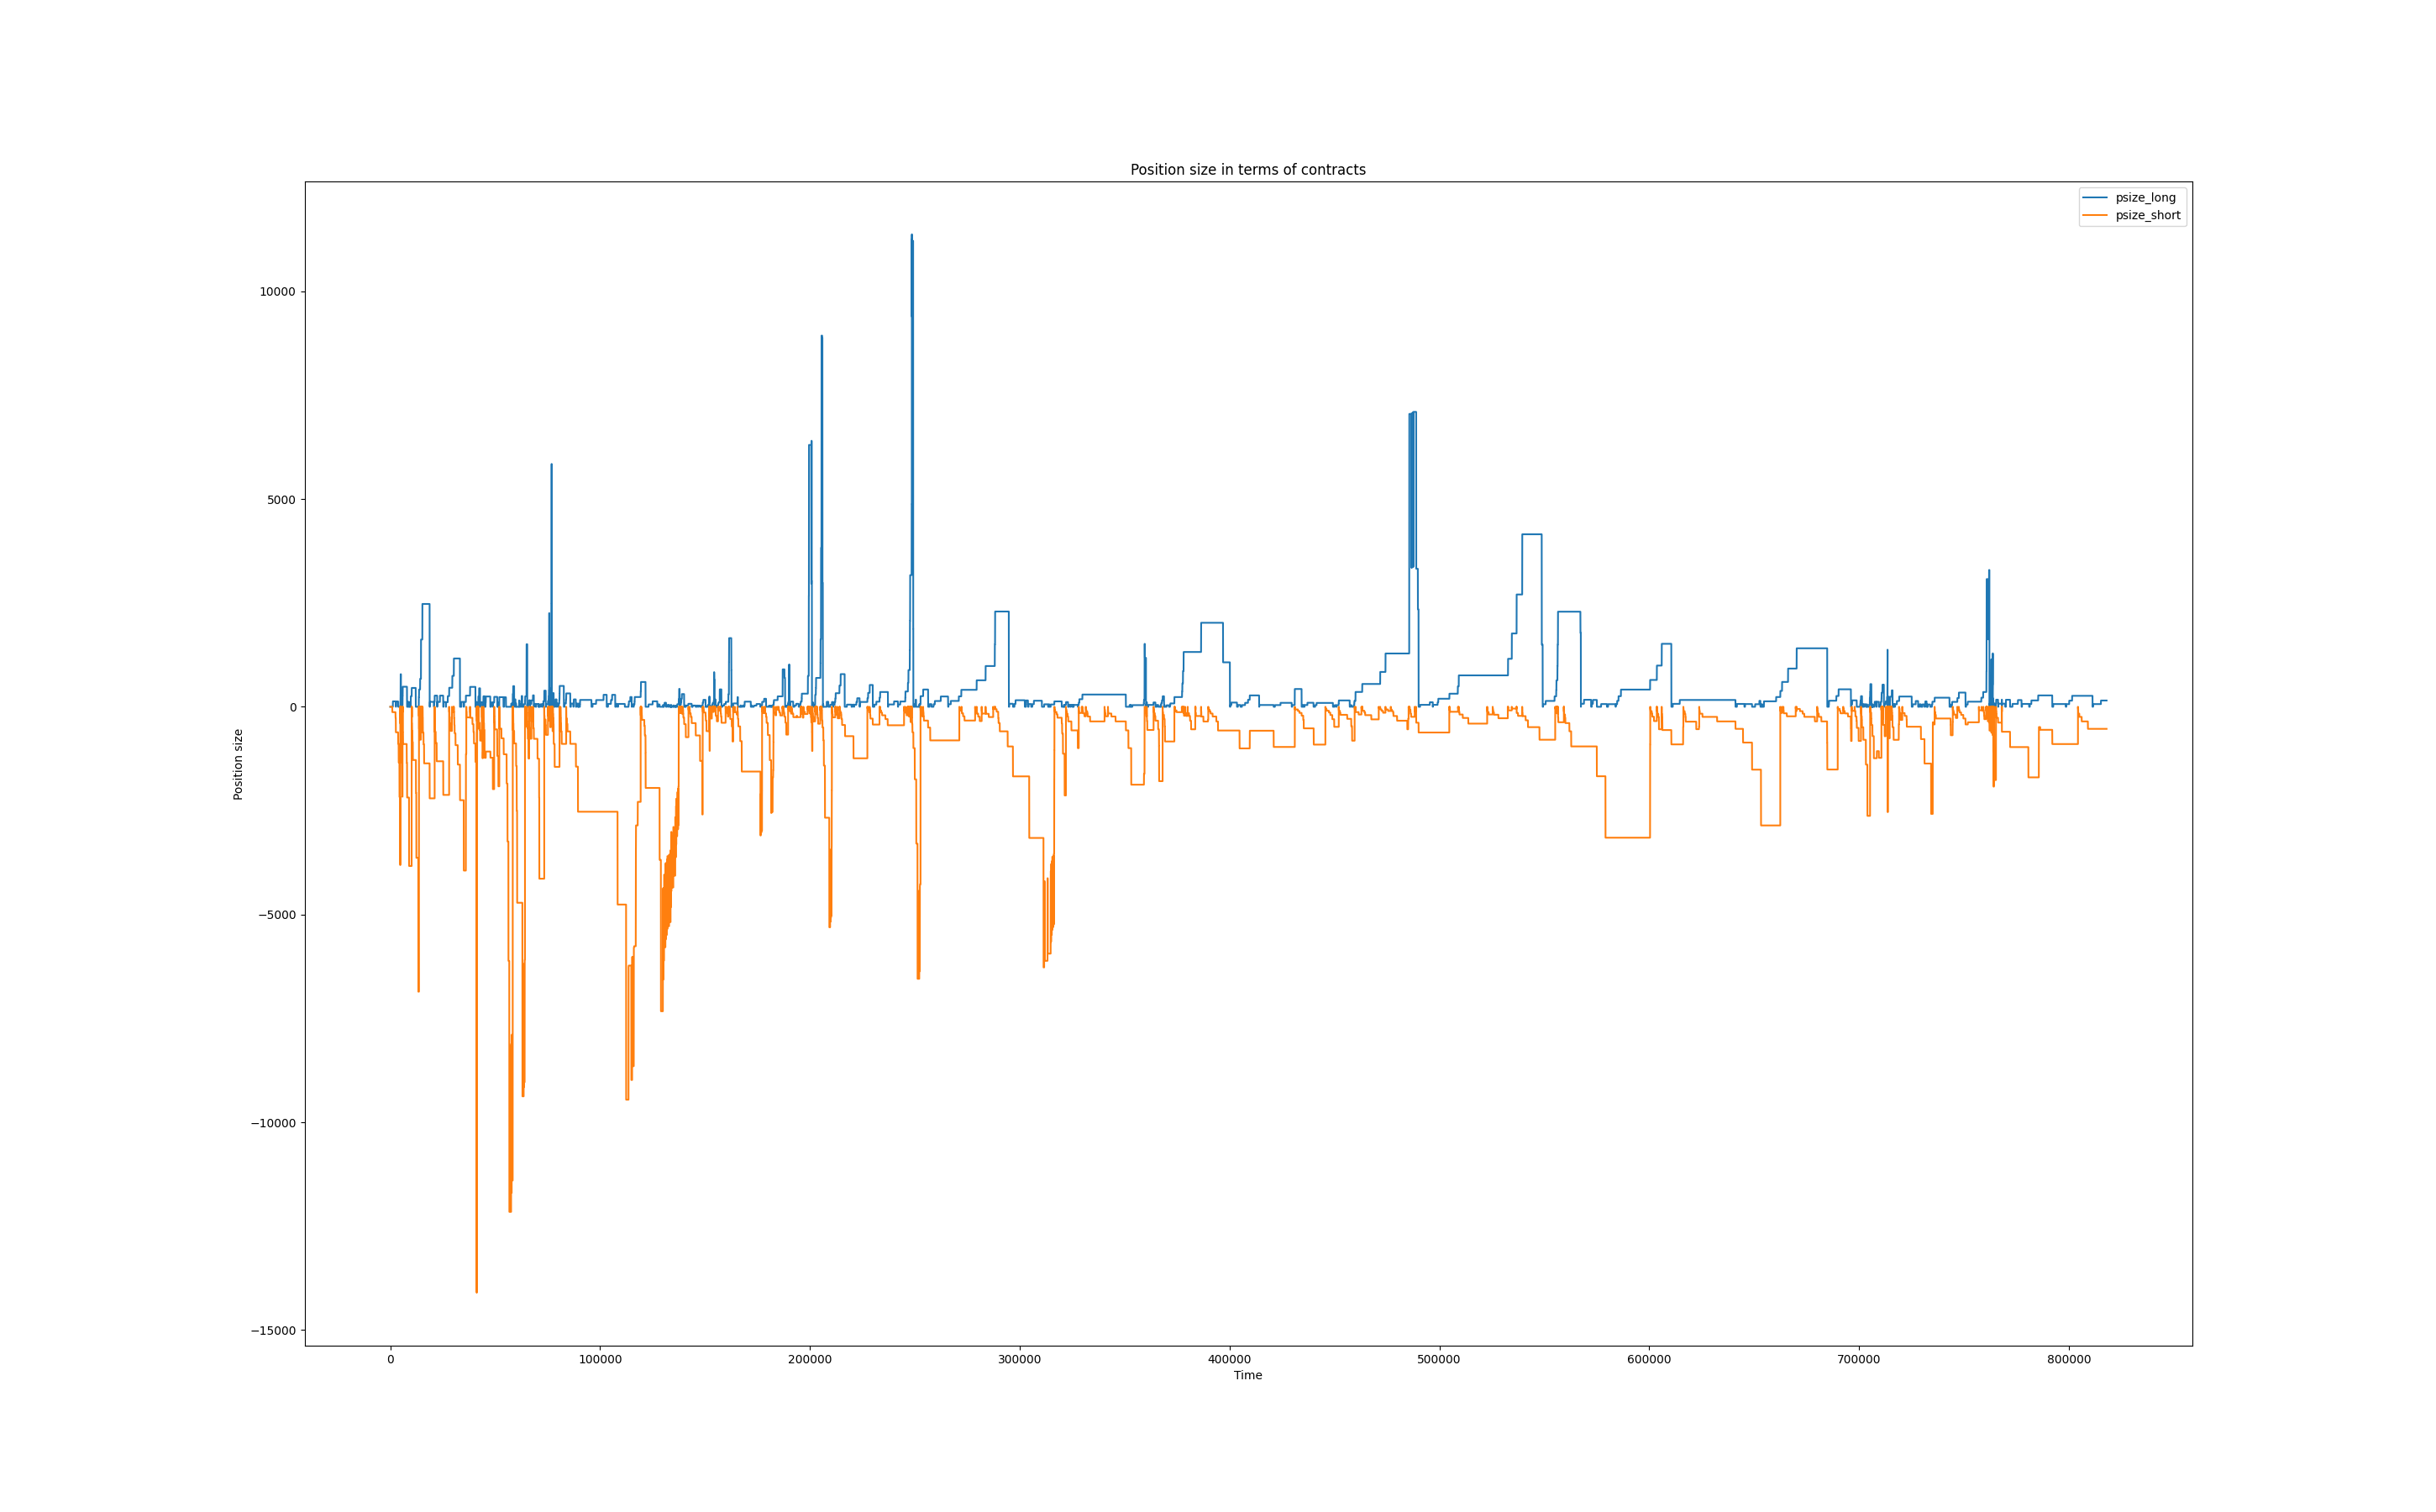 Position size in terms of contracts
psize_long
psize_short
10000
5000
0
−5000
−10000
−15000
Position size
0 100000 200000 300000 400000 500000 600000 700000 800000
Time